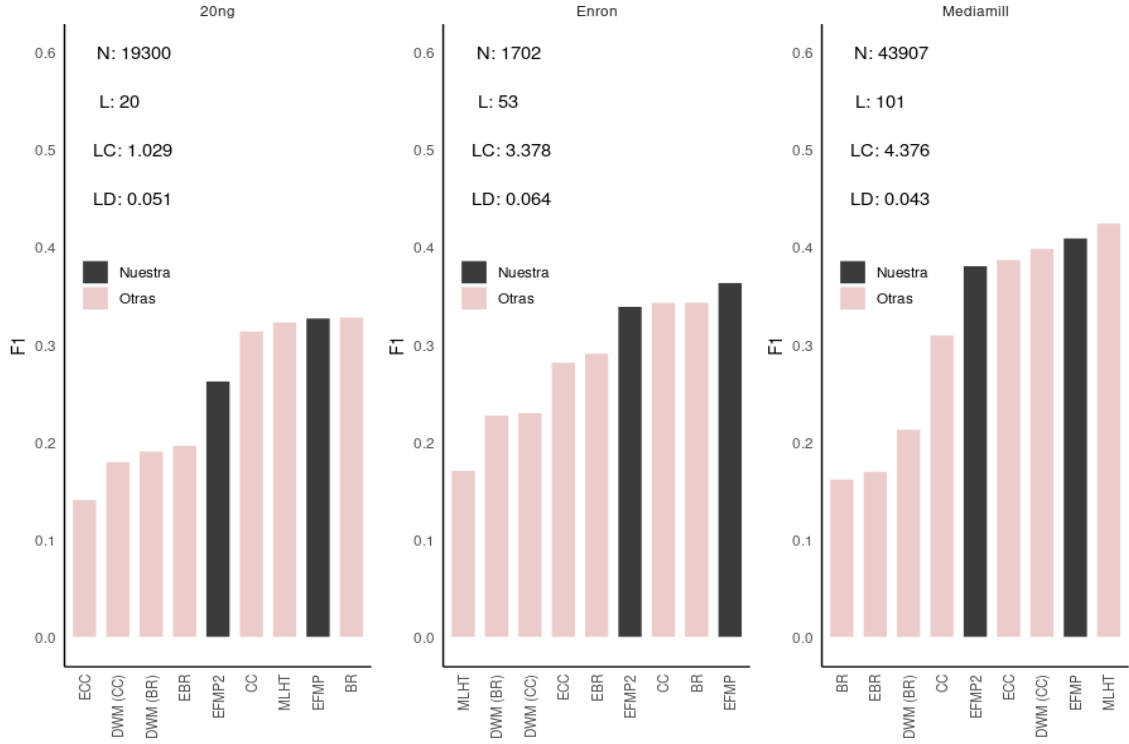 20ng
N: 19300
L: 20
LC: 1.029
LD: 0.051
Nuestra
Otras
F1
0.6
0.5
0.4
0.3
0.2
0.1
0.0
ECC
DWM (CC)
DWM (BR)
EBR
EFMP2
CC
MLHT
EFMP
BR
Enron
N: 1702
L: 53
LC: 3.378
LD: 0.064
Nuestra
Otras
F1
0.6
0.5
0.4
0.3
0.2
0.1
0.0
MLHT
DWM (BR)
DWM (CC)
ECC
EBR
EFMP2
CC
BR
EFMP
Mediamill
N: 43907
L: 101
LC: 4.376
LD: 0.043
Nuestra
Otras
F1
0.6
0.5
0.4
0.3
0.2
0.1
0.0
BR
EBR
DWM (BR)
CC
EFMP2
ECC
DWM (CC)
EFMP
MLHT